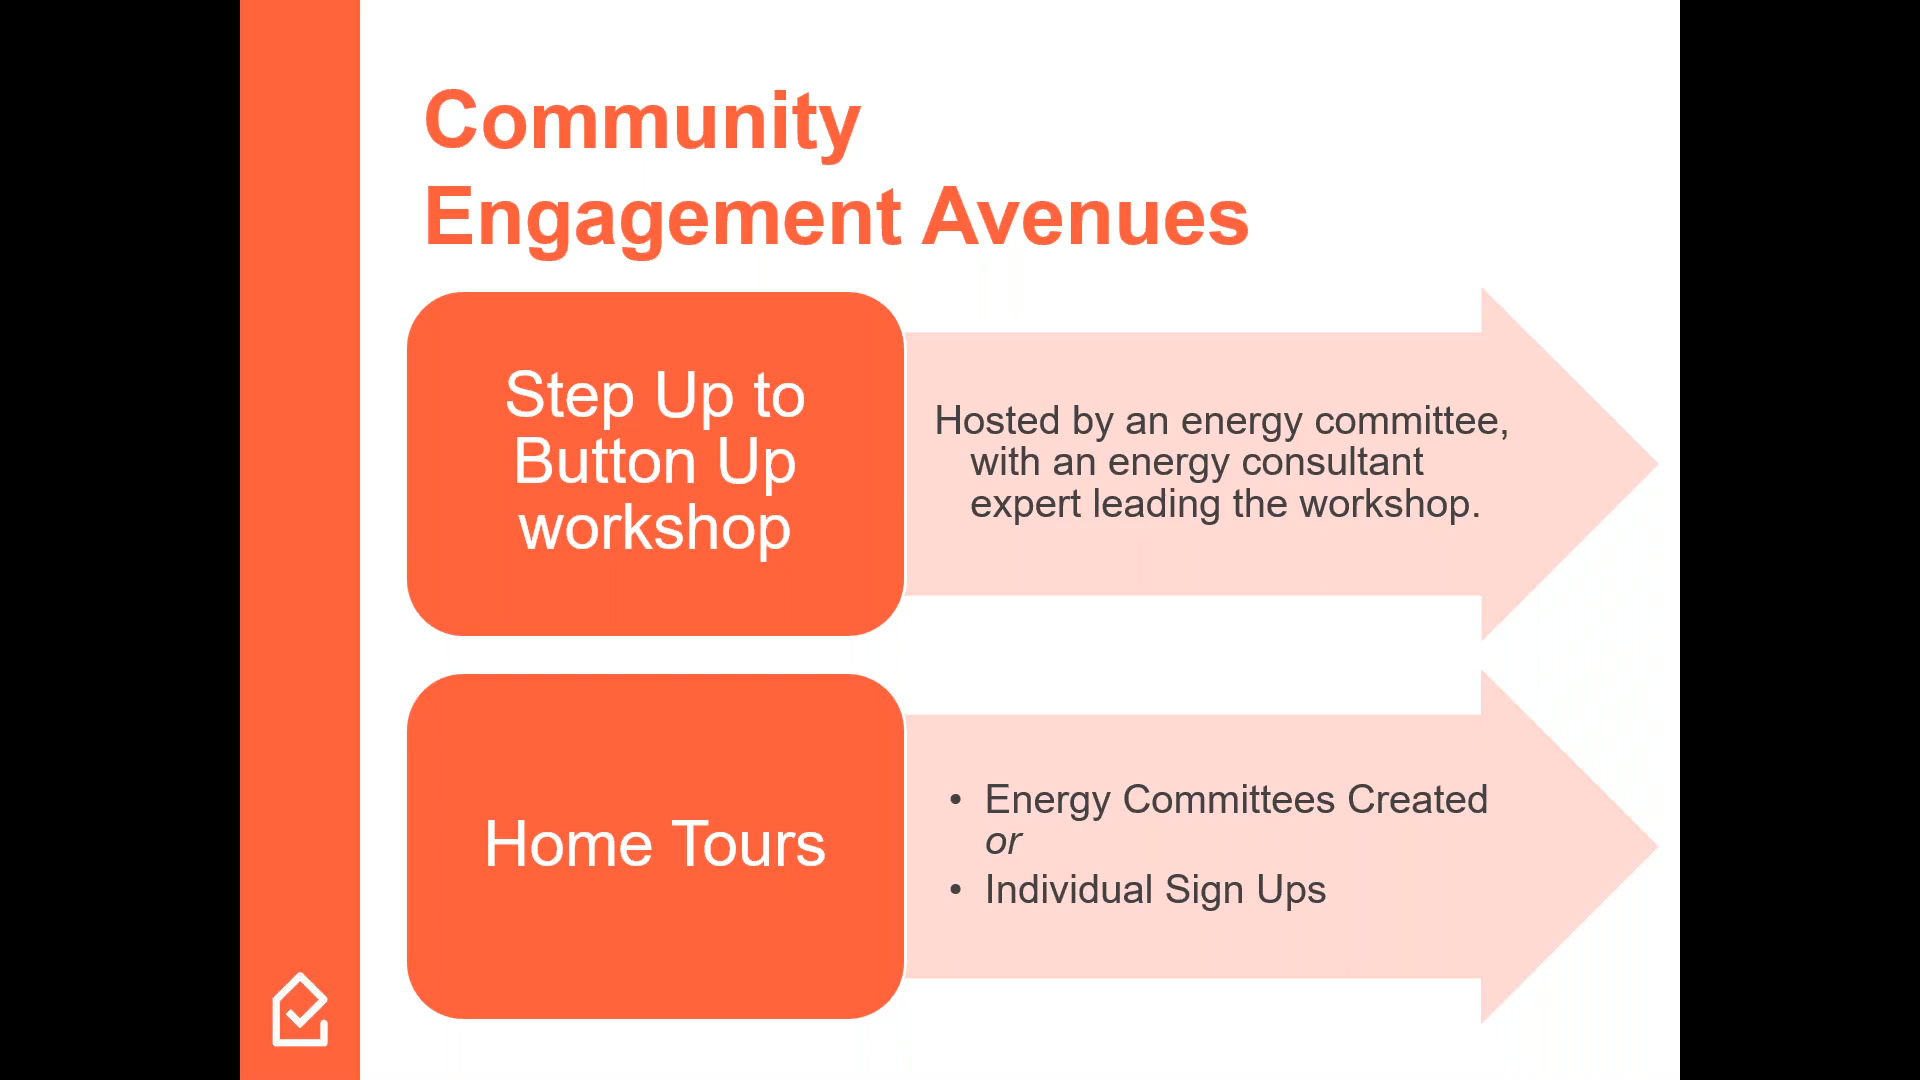 Community
Engagement Avenues
Step Up to
Button Up
workshop
Hosted by an energy committee,
with an energy consultant
expert leading the workshop.
Home Tours
• Energy Committees Created
or
• Individual Sign Ups